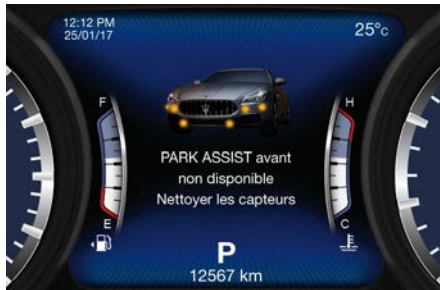 12:12 PM
25/01/17
25°c
F
H
PARK ASSIST avant
non disponible
Nettoyer les capteurs
E
C
P
12567 km